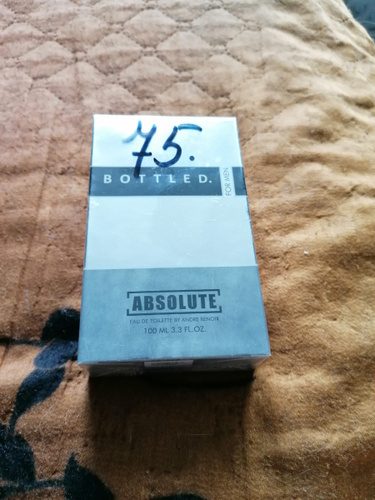 75.
BOTTLED.
FOR MEN
ABSOLUTE
EAU DE TOILETTE BY ANDRE RENOIR
100 ML 3.3 FL.OZ.